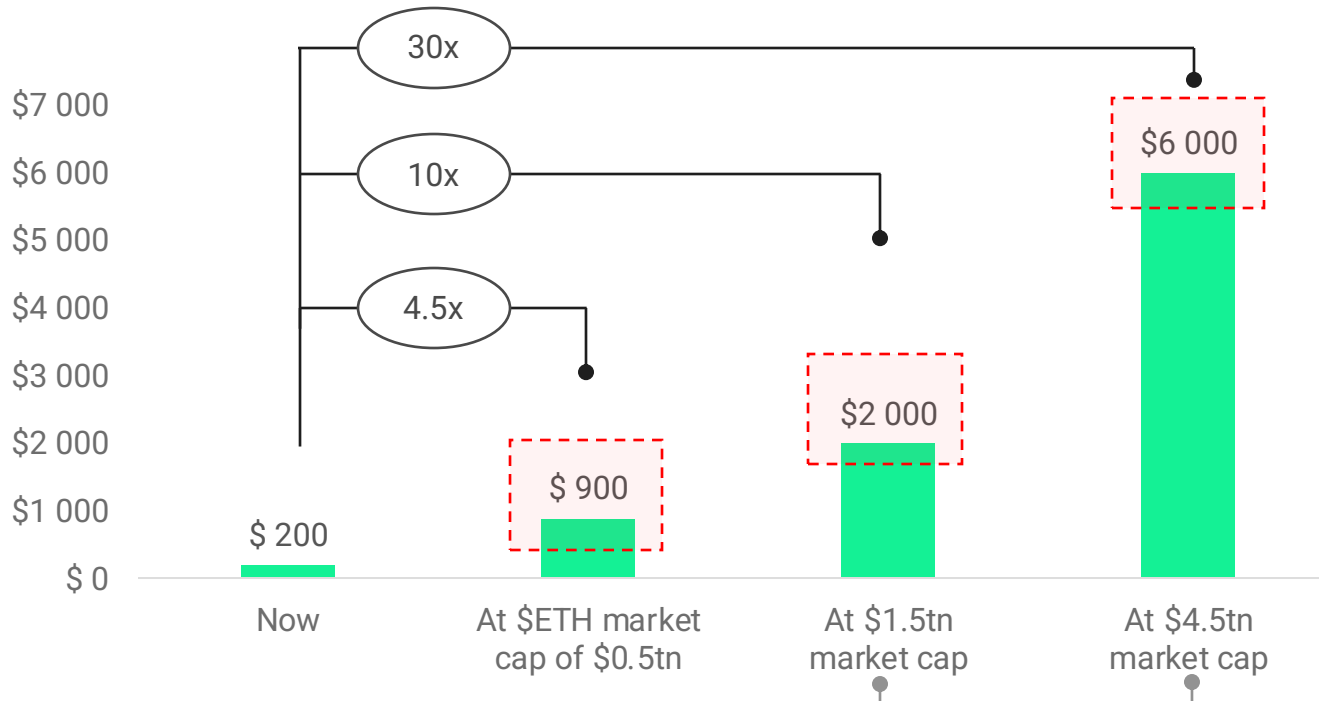 30x
$7 000
$6 000
$6 000
10x
$5 000
$4 000
4.5x
$3 000
$2 000
$2 000
$ 900
$1 000
$ 200
$ 0
Now
At $ETH market
cap of $0.5tn
At $1.5tn
market cap
At $4.5tn
market cap